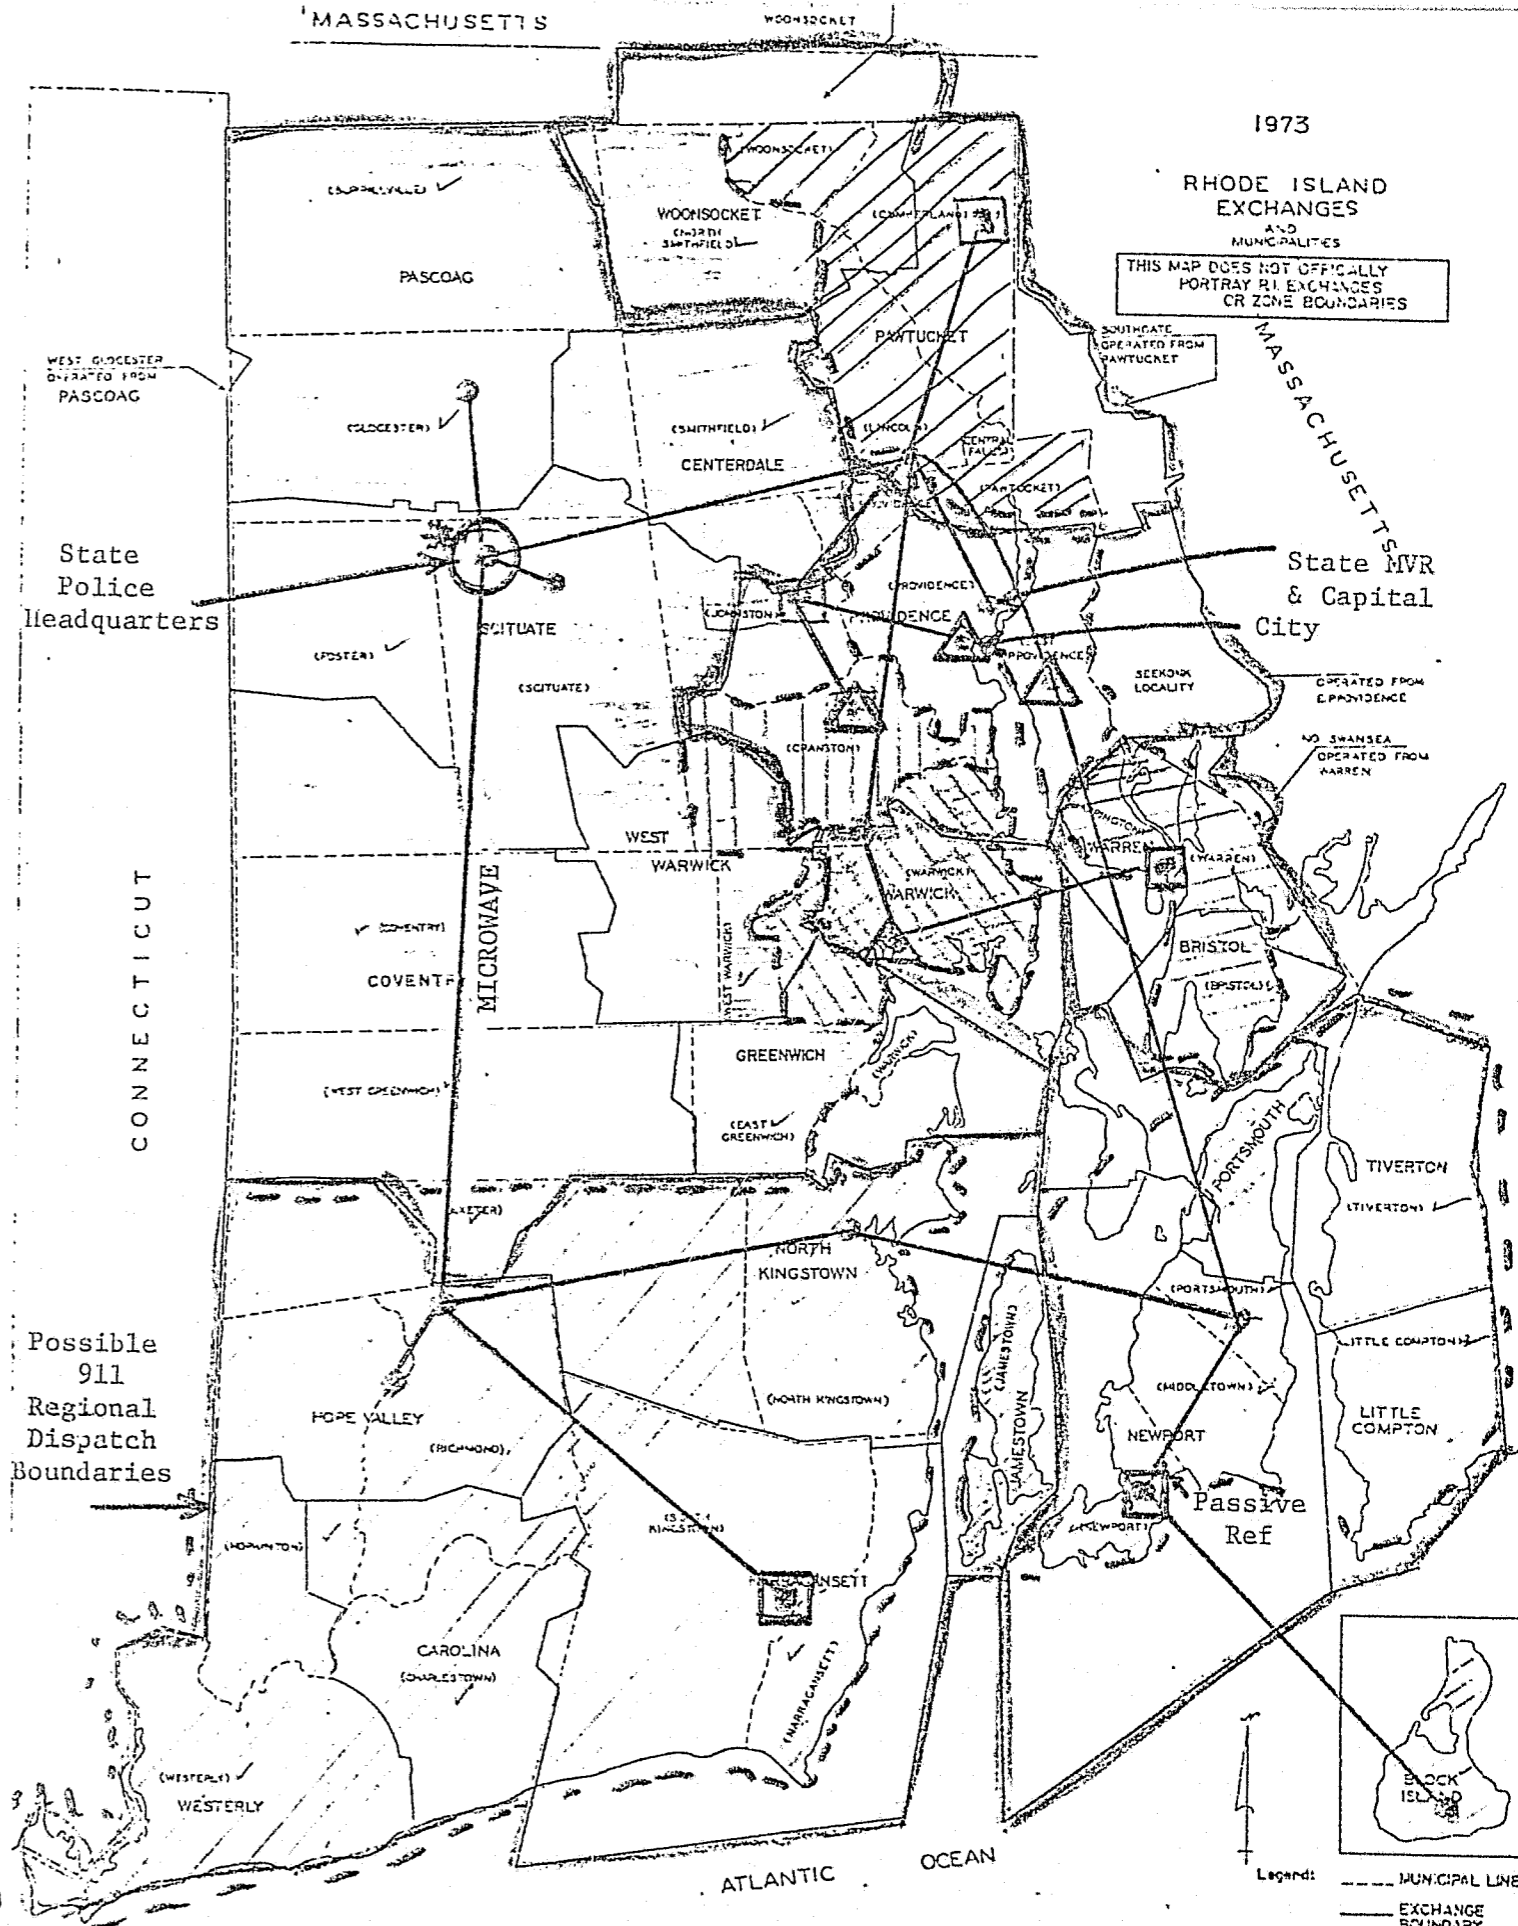 MASSACHUSETTS
WOONSOCKET
1973
RHODE ISLAND
EXCHANGES
AND
MUNICIPALITIES
THIS MAP DOES NOT OFFICALLY
PORTRAY R.I. EXCHANGES
OR ZONE BOUNDARIES
(WOONSOCKET)
(BURRILLVILLE)
WOONSOCKET
(NORTH
SMITHFIELD)
(CUMBERLAND)
PASCOAG
PAWTUCKET
SOUTHGATE
OPERATED FROM
PAWTUCKET
MASSACHUSETTS
WEST GLOCESTER
OPERATED FROM
PASCOAG
(GLOCESTER)
(SMITHFIELD)
(LINCOLN)
CENTRAL
FALLS
CENTERDALE
(PAWTUCKET)
State
Police
Headquarters
State MVR
& Capital
City
(PROVIDENCE)
(JOHNSTON)
PROVIDENCE
SCITUATE
(FOSTER)
(SCITUATE)
PROVIDENCE
SEEKONK
LOCALITY
OPERATED FROM
E.PROVIDENCE
(CRANSTON)
NO SWANSEA
OPERATED FROM
WARREN
WEST
WARWICK
WARREN
(WARREN)
(WARWICK)
WARWICK
CONNECTICUT
MICROWAVE
(COVENTRY)
(WEST WARWICK)
BRISTOL
(BRISTOL)
GREENWICH
(WARWICK)
(WEST GREENWICH)
(EAST
GREENWICH)
PORTSMOUTH
TIVERTON
(TIVERTON)
(EXETER)
NORTH
KINGSTOWN
(PORTSMOUTH)
(JAMESTOWN)
LITTLE COMPTON)
Possible
911
Regional
Dispatch
Boundaries
(NORTH KINGSTOWN)
(MIDDLETOWN)
HOPE VALLEY
(RICHMOND)
JAMESTOWN
NEWPORT
LITTLE
COMPTON
Passive
Ref
(NEWPORT)
(HOPKINTON)
KINGSTOWN)
NARRAGANSETT
CAROLINA
(CHARLESTOWN)
(NARRAGANSETT)
(WESTERLY)
WESTERLY
BLOCK
ISLAND
ATLANTIC OCEAN
Legend:
MUNICIPAL LINE
EXCHANGE
BOUNDARY